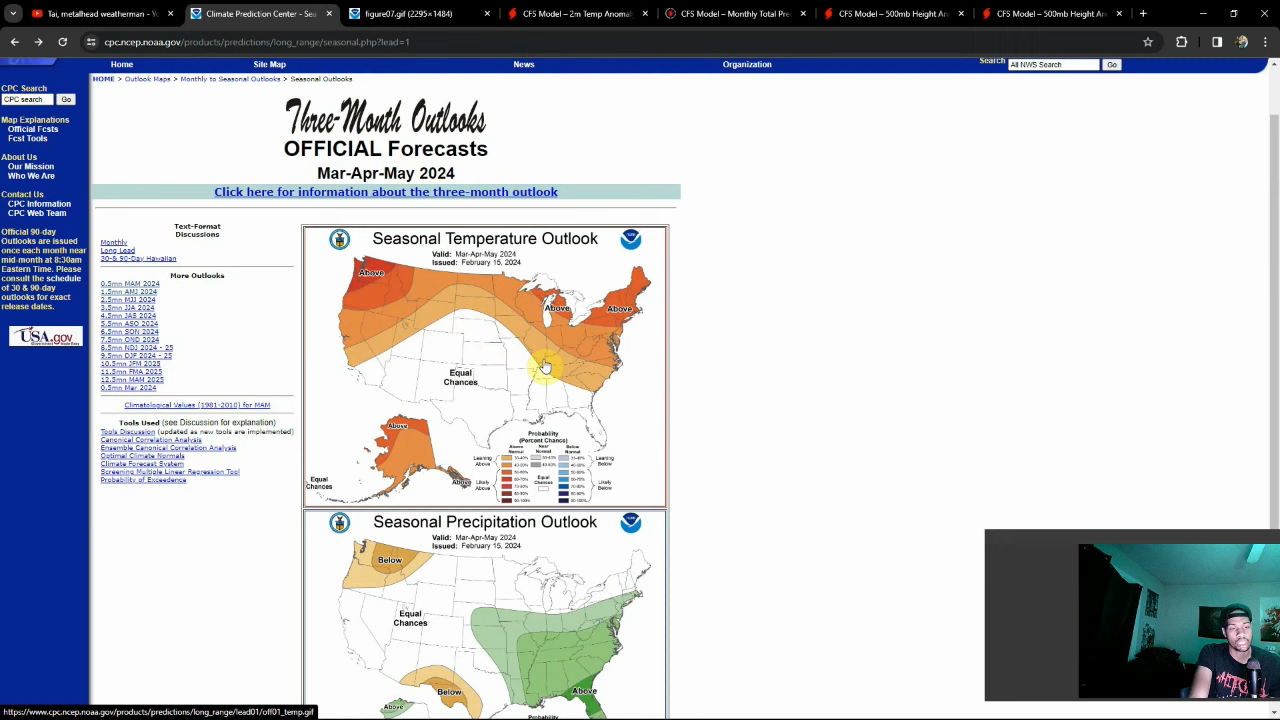 Tai, metalhead weatherman - You
Climate Prediction Center - Sea
figure07.gif (2295×1484)
CFS Model – 2m Temp Anomal
CFS Model – Monthly Total Pre
CFS Model – 500mb Height An
CFS Model – 500mb Height An
cpc.ncep.noaa.gov/products/predictions/long_range/seasonal.php?lead=1
Home
Site Map
News
Organization
Search
All NWS Search
Go
HOME > Outlook Maps > Monthly to Seasonal Outlooks > Seasonal Outlooks
CPC Search
CPC search
Go
Map Explanations
Official Fcsts
Fcst Tools
About Us
Our Mission
Who We Are
Contact Us
CPC Information
CPC Web Team
Official 90-day
Outlooks are issued
once each month near
mid-month at 8:30am
Eastern Time. Please
consult the schedule
of 30 & 90-day
outlooks for exact
release dates.
USA.gov
Three-Month Outlooks
OFFICIAL Forecasts
Mar-Apr-May 2024
Click here for information about the three-month outlook
Text-Format
Discussions
Monthly
Long Lead
30-& 90-Day Hawaiian
More Outlooks
0.5mn MAM 2024
1.5mn AMJ 2024
2.5mn MJJ 2024
3.5mn JJA 2024
4.5mn JAS 2024
5.5mn ASO 2024
6.5mn SON 2024
7.5mn OND 2024
8.5mn NDJ 2024 - 25
9.5mn DJF 2024 - 25
10.5mn JFM 2025
11.5mn FMA 2025
12.5mn MAM 2025
0.5mn Mar 2024
Climatological Values (1981-2010) for MAM
Tools Used (see Discussion for explanation)
Tools Discussion (updated as new tools are implemented)
Canonical Correlation Analysis
Ensemble Canonical Correlation Analysis
Optimal Climate Normals
Climate Forecast System
Screening Multiple Linear Regression Tool
Probability of Exceedence
Seasonal Temperature Outlook
Valid: Mar-Apr-May 2024
Issued: February 15, 2024
Above
Above
Above
Equal
Chances
Above
Equal
Chances
Above
Probability
(Percent Chance)
Above
Normal
Near
Normal
Below
Normal
Leaning
Above
Likely
Above
Equal
Chances
Leaning
Below
Likely
Below
Seasonal Precipitation Outlook
Valid: Mar-Apr-May 2024
Issued: February 15, 2024
Below
Equal
Chances
Below
Above
Above
Probability
https://www.cpc.ncep.noaa.gov/products/predictions/long_range/lead01/off01_temp.gif